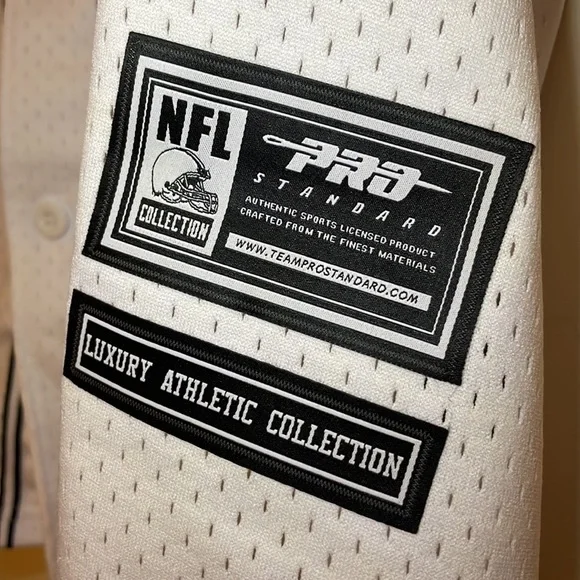 NFL
COLLECTION
PRO
STANDARD
AUTHENTIC SPORTS LICENSED PRODUCT
CRAFTED FROM THE FINEST MATERIALS
WWW.TEAMPROSTANDARD.COM
LUXURY ATHLETIC COLLECTION